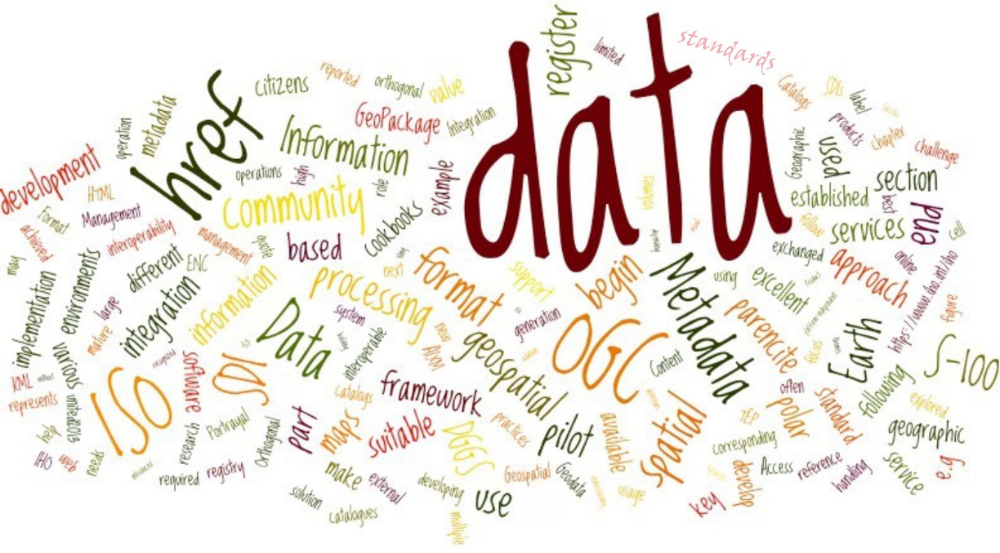 data
standards
register
limited
href
citizens
reported
orthogonal
value
metadata
operation
GeoPackage
Integration
Information
Catalogs
SDIs
label
products
chapter
challenge
Geographic
used
section
development
HTML
operations
high
role
example
community
volumes
established
best
end
Format
Management
achieved
interoperability
management
quote
based
Cookbooks
follow
services
cell
may
implementation
environments
different
ENC
information
next
processing
format
support
begin
Metadata
using
exchanged
excellent
approach
online
https://www.iho.int/iho
large
mature
integration
Data
system
interoperable
new
AIXM
generation
geospatial
OGC
Content
parencite
focus
Earth
figure
S-100
KML
represents
various
united2013
ISO
software
SDI
catalogs
framework
often
following
explored
help
IHO
web
needs
research
Portrayal
Orthogonal
part
maps
suitable
DGGS
practices
pilot
available
spatial
TEP
polar
standard
geographic
required
registry
make
external
developing
use
Geospatial
Geodata
usage
corresponding
develop
Access
reference
handling
service
e.g
solution
catalogues
multiple
key